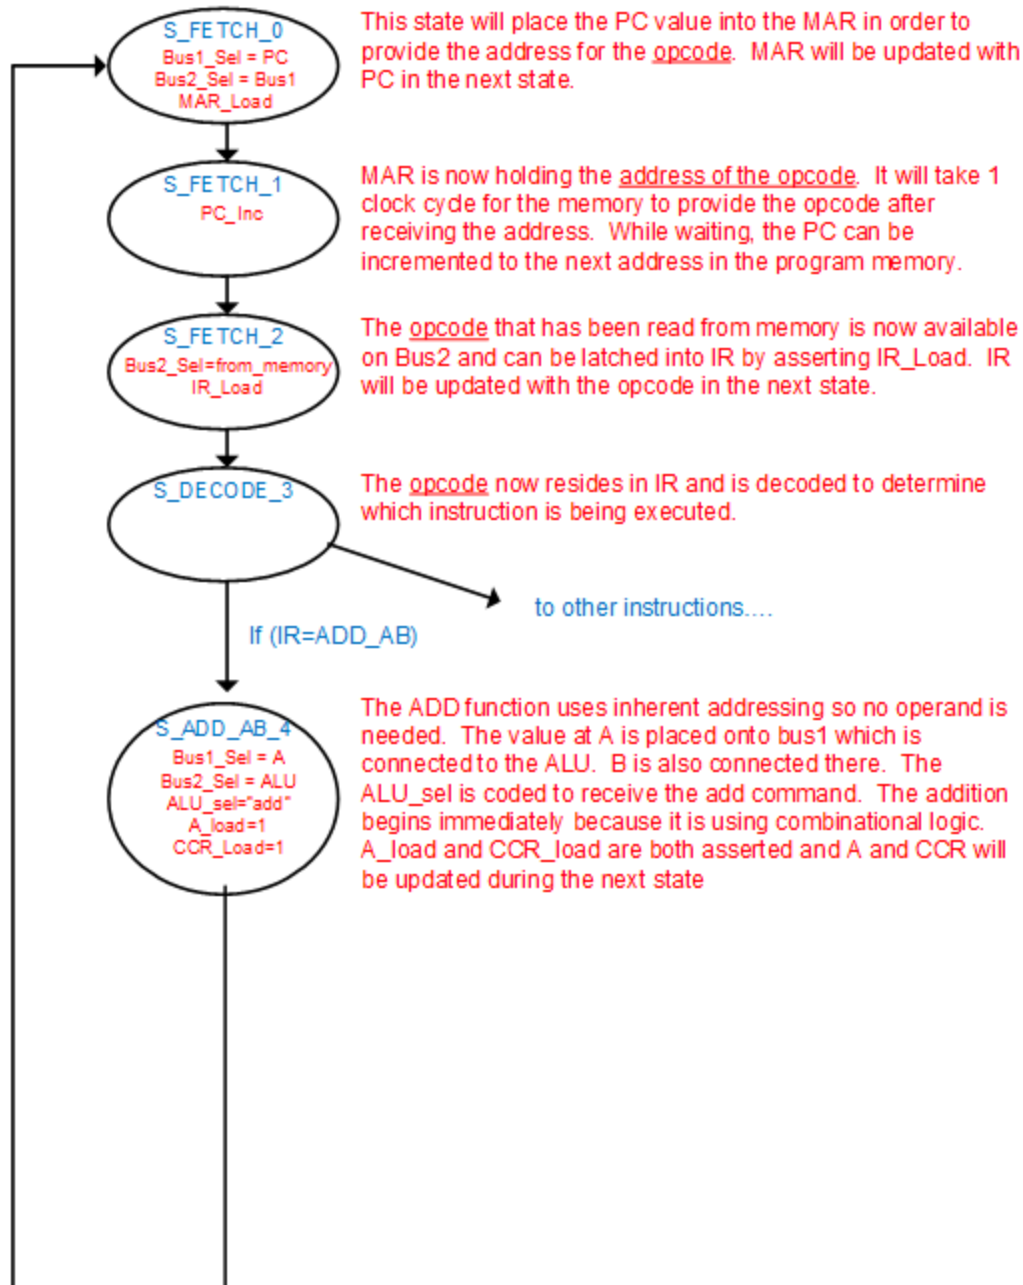 S_FETCH_0
Bus1_Sel = PC
Bus2_Sel = Bus1
MAR_Load
This state will place the PC value into the MAR in order to
provide the address for the opcode. MAR will be updated with
PC in the next state.
S_FETCH_1
PC_Inc
MAR is now holding the address of the opcode. It will take 1
clock cycle for the memory to provide the opcode after
receiving the address. While waiting, the PC can be
incremented to the next address in the program memory.
S_FETCH_2
Bus2_Sel=from_memory
IR_Load
The opcode that has been read from memory is now available
on Bus2 and can be latched into IR by asserting IR_Load. IR
will be updated with the opcode in the next state.
S_DECODE_3
The opcode now resides in IR and is decoded to determine
which instruction is being executed.
to other instructions....
If (IR=ADD_AB)
S_ADD_AB_4
Bus1_Sel = A
Bus2_Sel = ALU
ALU_sel="add"
A_load=1
CCR_Load=1
The ADD function uses inherent addressing so no operand is
needed. The value at A is placed onto bus1 which is
connected to the ALU. B is also connected there. The
ALU_sel is coded to receive the add command. The addition
begins immediately because it is using combinational logic.
A_load and CCR_load are both asserted and A and CCR will
be updated during the next state